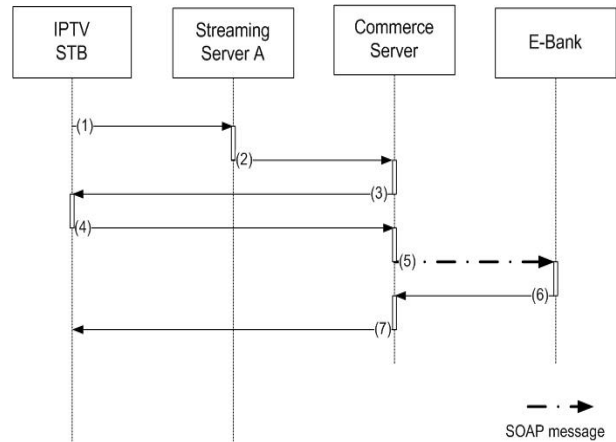 IPTV
STB
Streaming
Server A
Commerce
Server
E-Bank
(1)
(2)
(3)
(4)
(5)
(6)
(7)
SOAP message